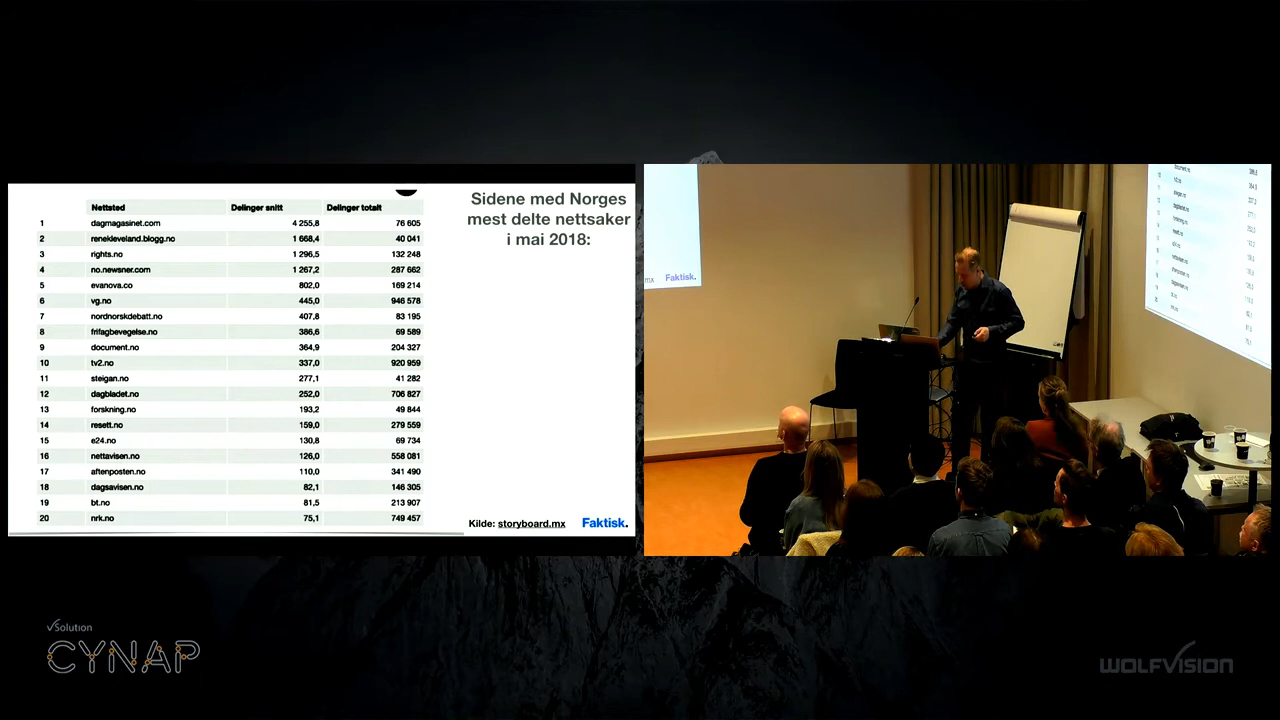 Nettsted Delinger snitt Delinger totalt
1 dagmagasinet.com 4 255,8 76 605
2 renekleveland.blogg.no 1 668,4 40 041
3 rights.no 1 296,5 132 248
4 no.newsner.com 1 267,2 287 662
5 evanova.co 802,0 169 214
6 vg.no 445,0 946 578
7 nordnorskdebatt.no 407,8 83 195
8 frifagbevegelse.no 386,6 69 589
9 document.no 364,9 204 327
10 tv2.no 337,0 920 959
11 steigan.no 277,1 41 282
12 dagbladet.no 252,0 706 827
13 forskning.no 193,2 49 844
14 resett.no 159,0 279 559
15 e24.no 130,8 69 734
16 nettavisen.no 126,0 558 081
17 aftenposten.no 110,0 341 490
18 dagsavisen.no 82,1 146 305
19 bt.no 81,5 213 907
20 nrk.no 75,1 749 457
Sidene med Norges
mest delte nettsaker
i mai 2018:
Kilde: storyboard.mx
Faktisk.
Faktisk.
vSolution
CYNAP
WOLFVISION